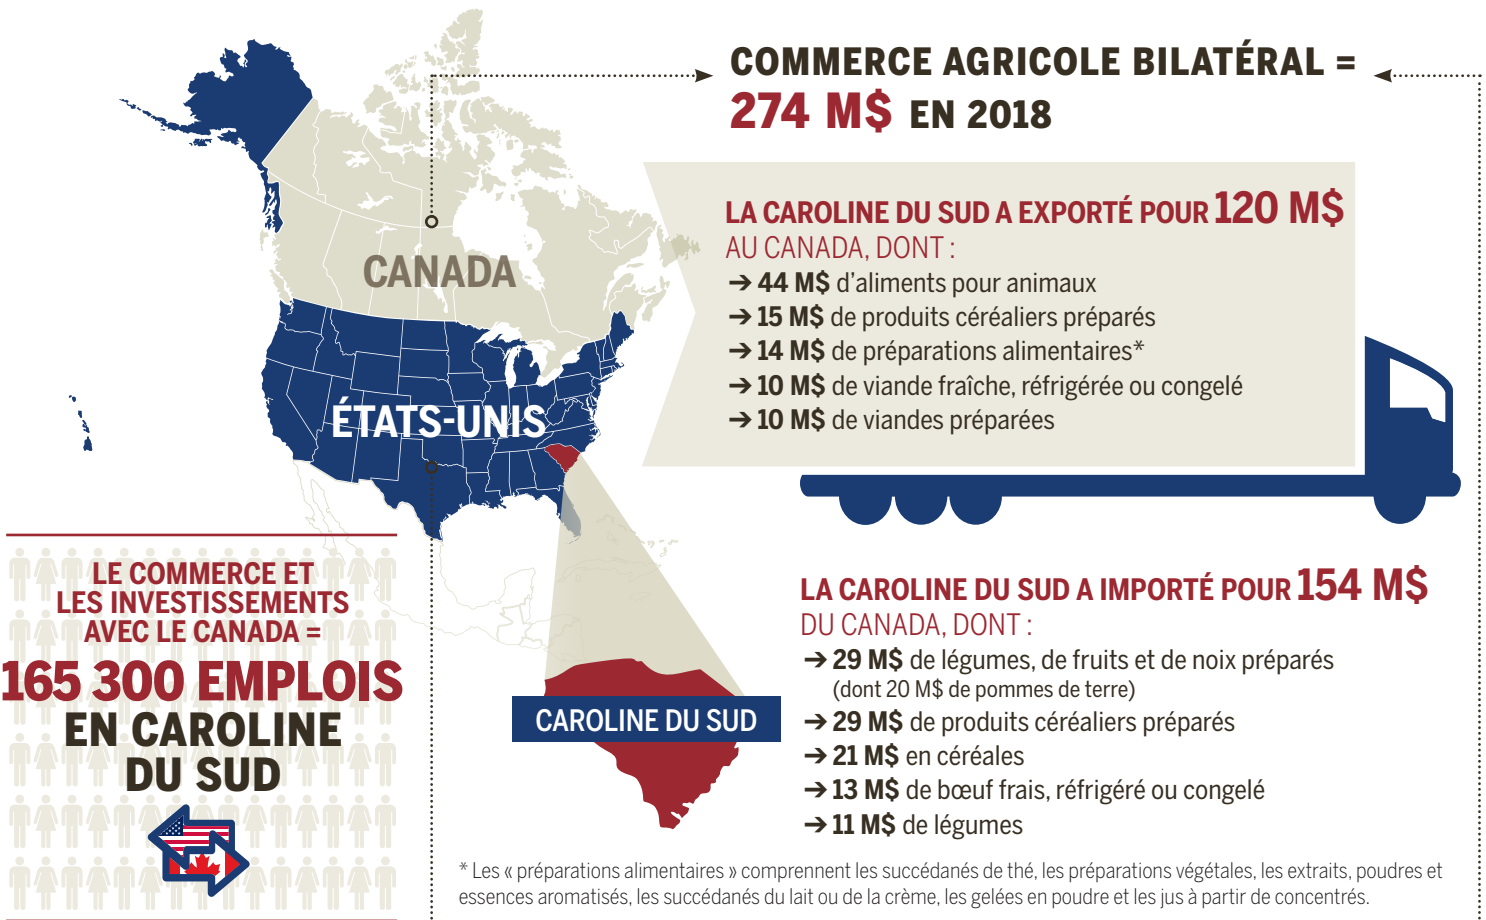 COMMERCE AGRICOLE BILATÉRAL =
274 M$ EN 2018
LA CAROLINE DU SUD A EXPORTÉ POUR 120 M$
AU CANADA, DONT :
➔ 44 M$ d'aliments pour animaux
➔ 15 M$ de produits céréaliers préparés
➔ 14 M$ de préparations alimentaires*
➔ 10 M$ de viande fraîche, réfrigérée ou congelé
➔ 10 M$ de viandes préparées
CANADA
ÉTATS-UNIS
LE COMMERCE ET
LES INVESTISSEMENTS
AVEC LE CANADA =
165 300 EMPLOIS
EN CAROLINE
DU SUD
CAROLINE DU SUD
LA CAROLINE DU SUD A IMPORTÉ POUR 154 M$
DU CANADA, DONT :
➔ 29 M$ de légumes, de fruits et de noix préparés
(dont 20 M$ de pommes de terre)
➔ 29 M$ de produits céréaliers préparés
➔ 21 M$ en céréales
➔ 13 M$ de bœuf frais, réfrigéré ou congelé
➔ 11 M$ de légumes
* Les « préparations alimentaires » comprennent les succédanés de thé, les préparations végétales, les extraits, poudres et
essences aromatisés, les succédanés du lait ou de la crème, les gelées en poudre et les jus à partir de concentrés.